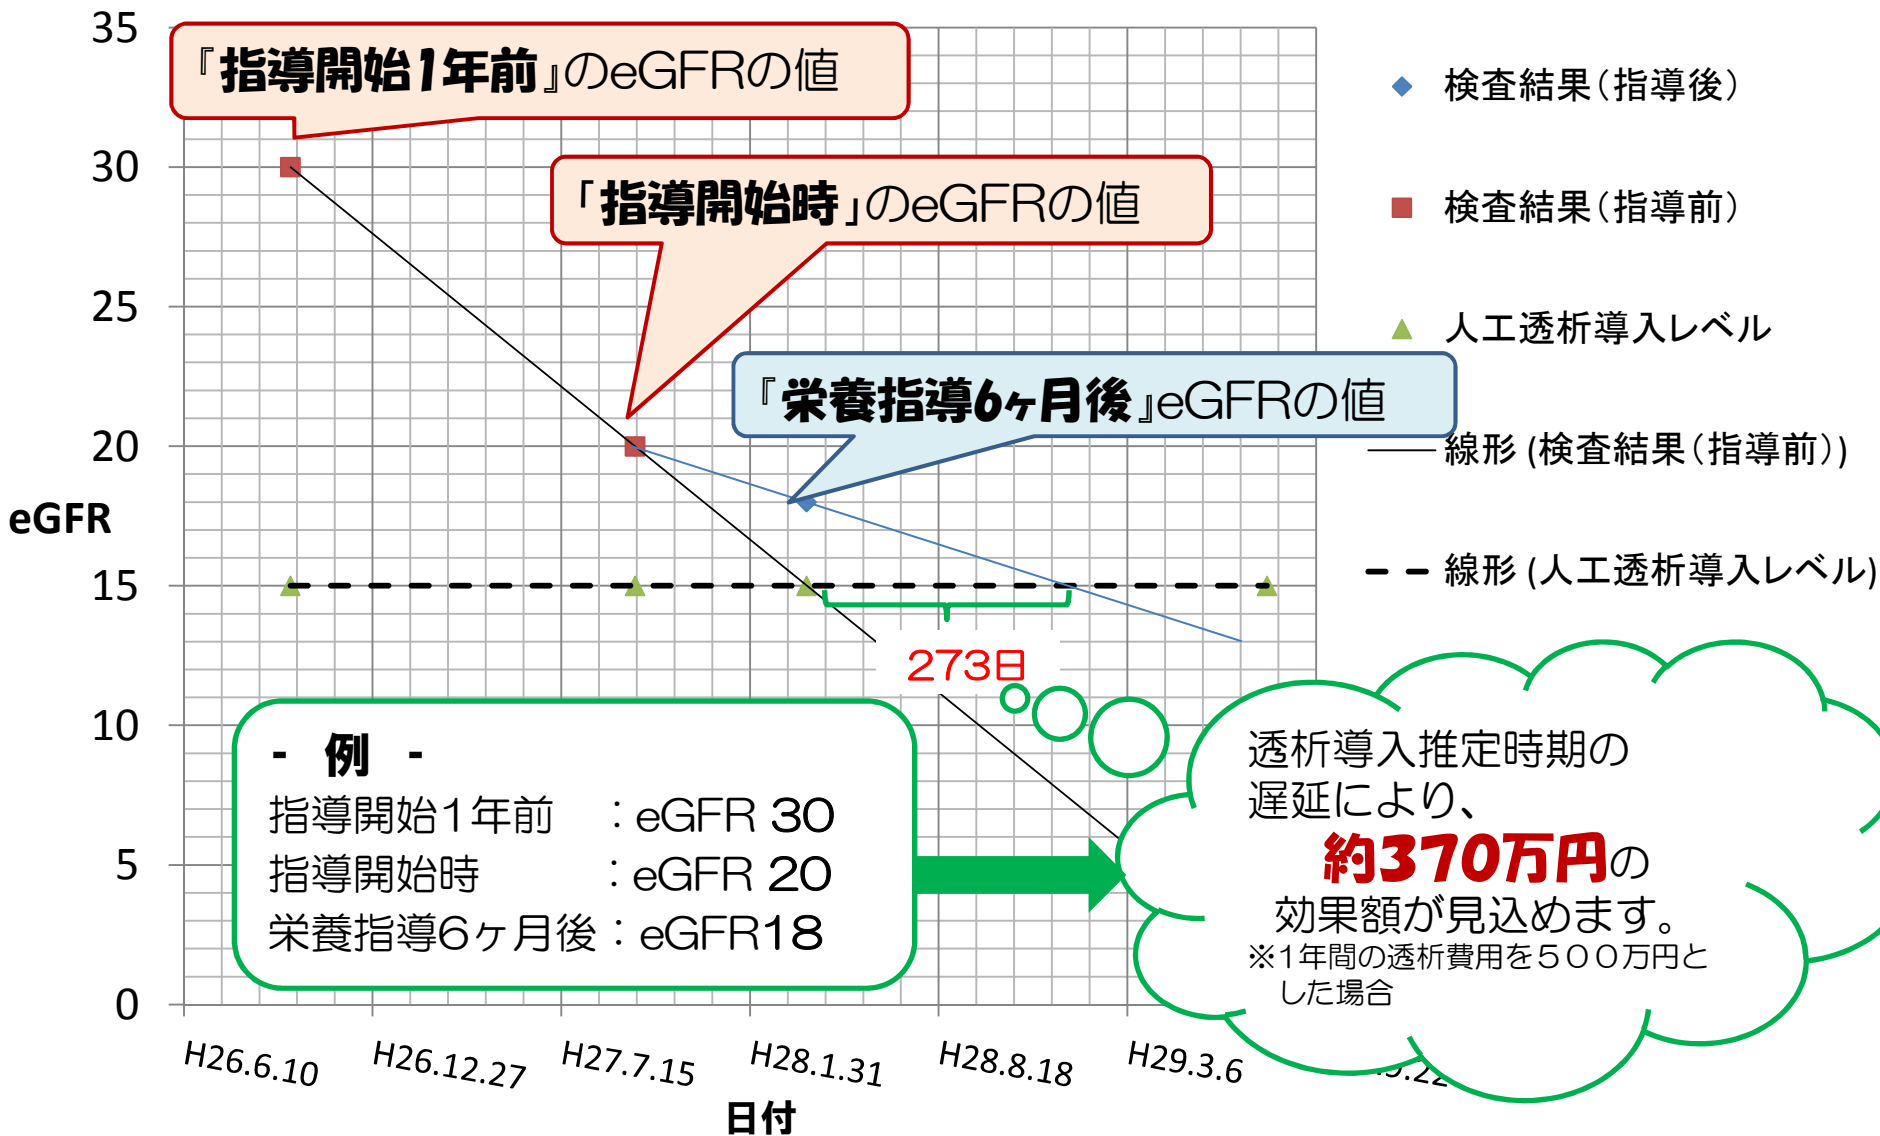 35
30
25
20
15
10
5
0
eGFR
『指導開始1年前』のeGFRの値
「指導開始時」のeGFRの値
『栄養指導6ヶ月後』eGFRの値
検査結果（指導後）
検査結果（指導前）
人工透析導入レベル
線形 (検査結果（指導前）)
線形 (人工透析導入レベル)
273日
- 例 -
指導開始1年前 ：eGFR 30
指導開始時 ：eGFR 20
栄養指導6ヶ月後：eGFR18
透析導入推定時期の
遅延により、
約370万円の
効果額が見込めます。
※1年間の透析費用を５００万円と
した場合
H26.6.10
H26.12.27
H27.7.15
H28.1.31
H28.8.18
H29.3.6
日付